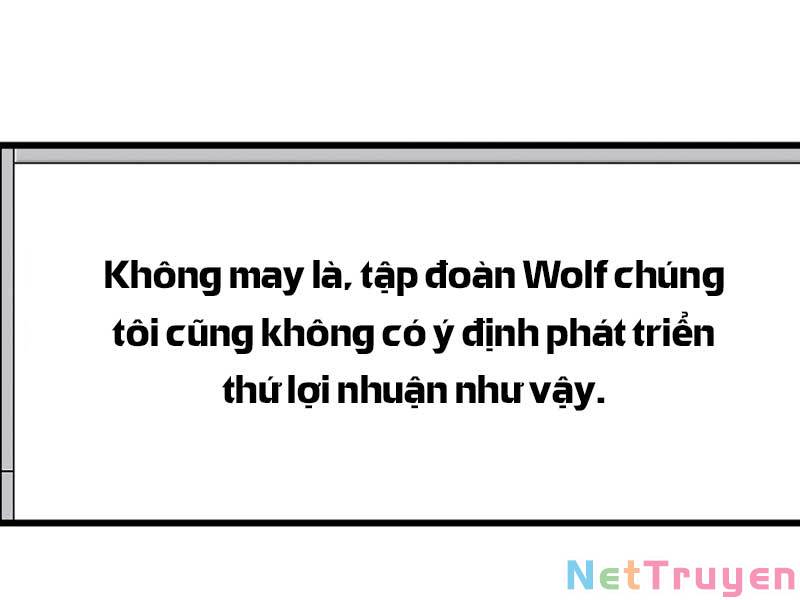 Không may là, tập đoàn Wolf chúng
tôi cũng không có ý định phát triển
thứ lợi nhuận như vậy.
NetTruyen